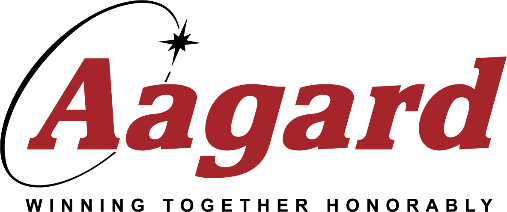 Aagard
WINNING TOGETHER HONORABLY